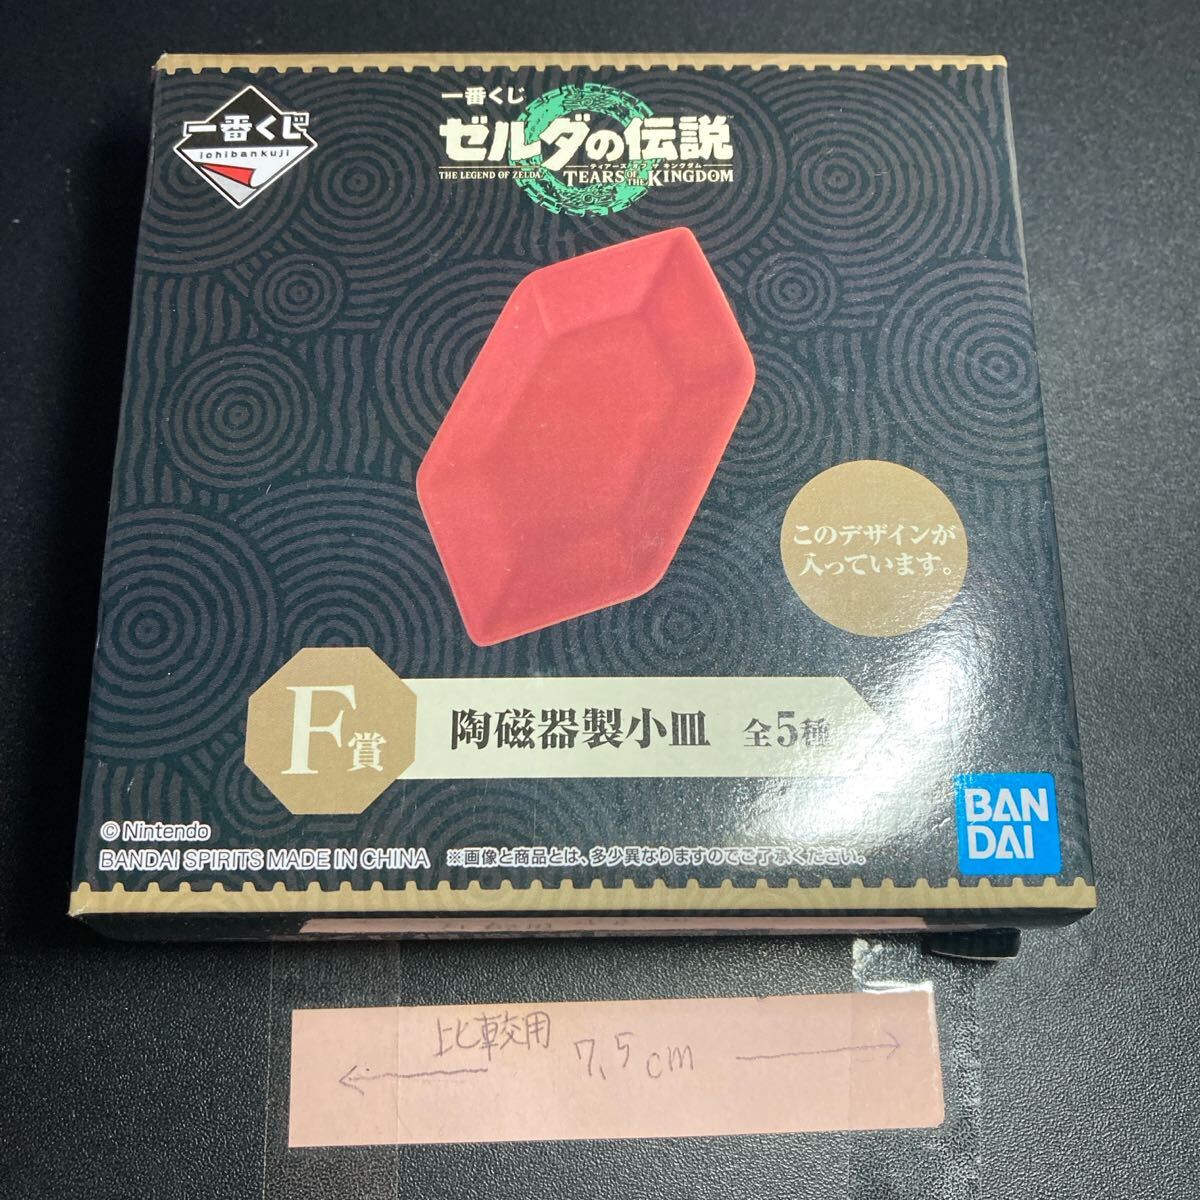 一番くじ
ichibankuji
一番くじ
ゼルダの伝説
ティアーズ オブ ザ キングダム
THE LEGEND OF ZELDA
TEARS OF THE KINGDOM
このデザインが
入っています。
F賞
陶磁器製小皿 全5種
© Nintendo
BANDAI SPIRITS MADE IN CHINA ※画像と商品とは、多少異なりますのでご了承ください。
BAN
DAI
比較用
7.5cm